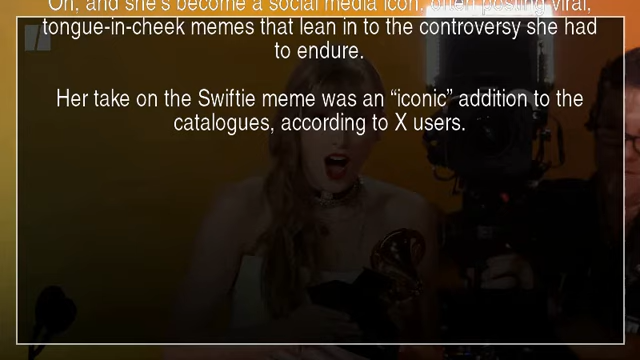 Oh, and she's become a social media icon, often posting viral,
tongue-in-cheek memes that lean in to the controversy she had
to endure.
Her take on the Swiftie meme was an “iconic” addition to the
catalogues, according to X users.